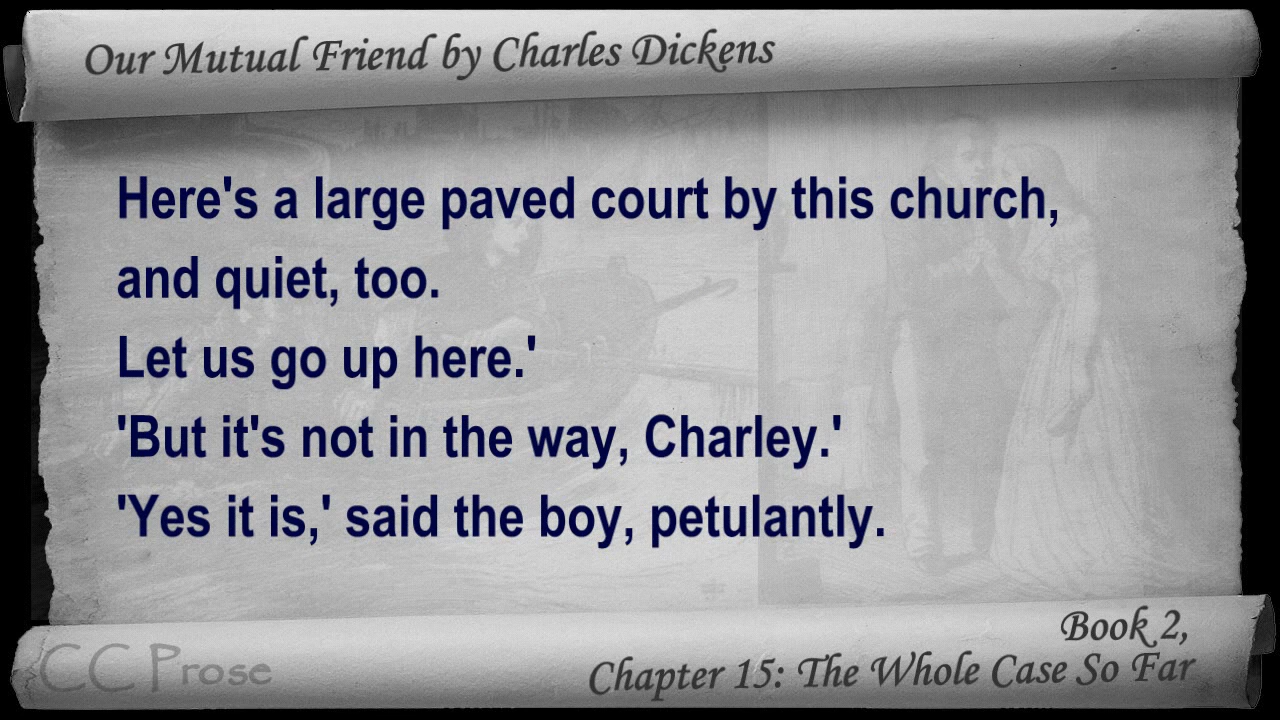 Our Mutual Friend by Charles Dickens
Here's a large paved court by this church,
and quiet, too.
Let us go up here.'
'But it's not in the way, Charley.'
'Yes it is,' said the boy, petulantly.
Book 2,
Chapter 15: The Whole Case So Far
CC Prose